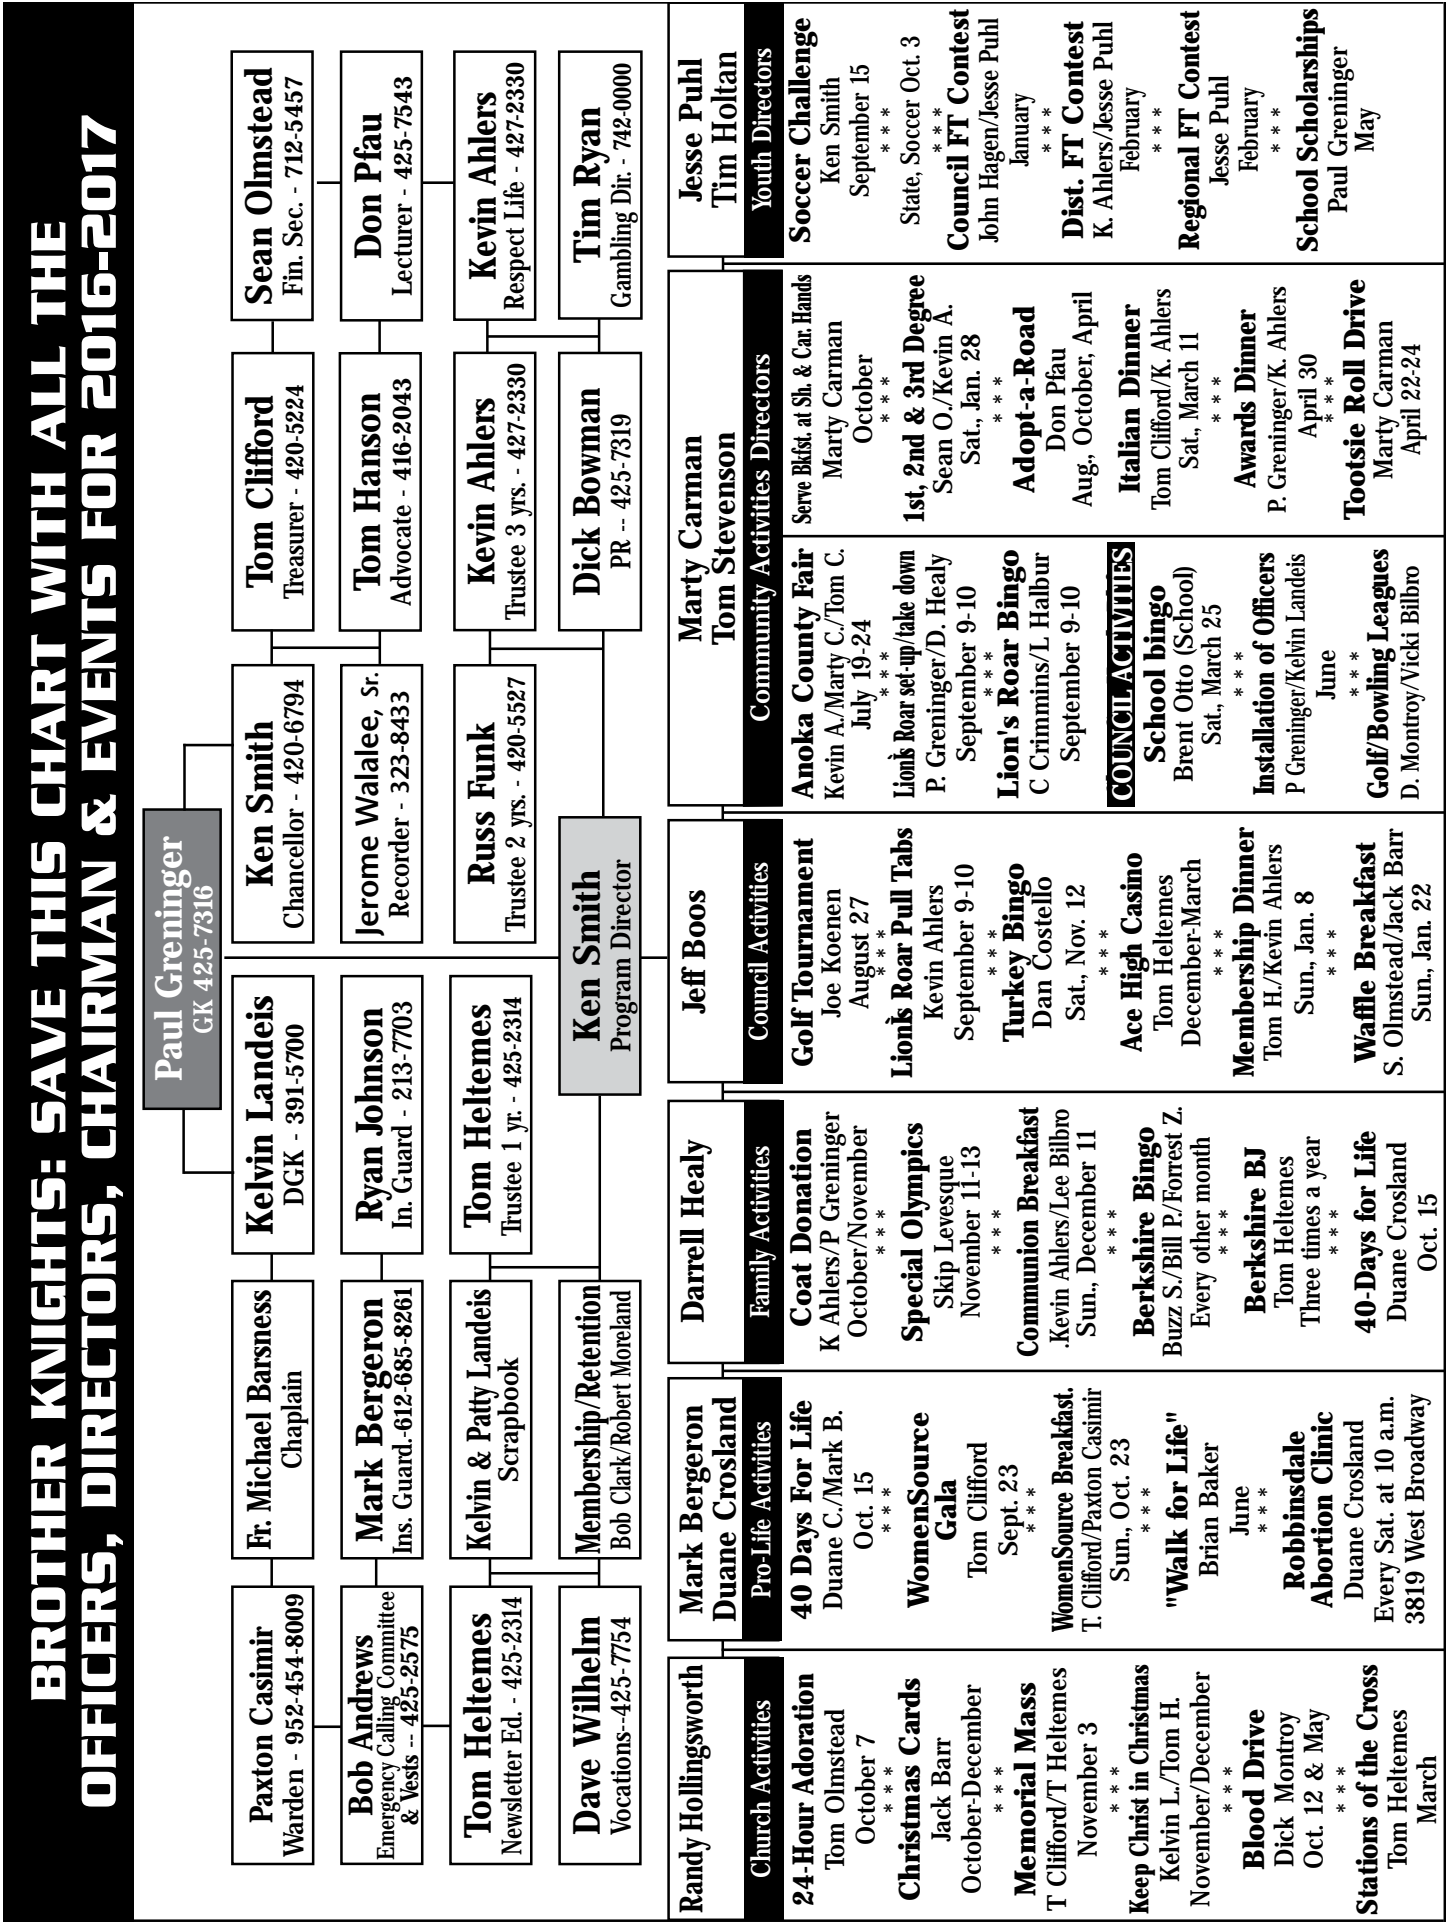 BROTHER KNIGHTS: SAVE THIS CHART WITH ALL THE
OFFICERS, DIRECTORS, CHAIRMAN & EVENTS FOR 2016-2017
Paul Greninger
GK 425-7316
Paxton Casimir
Warden - 952-454-8009
Fr. Michael Barsness
Chaplain
Kelvin Landeis
DGK - 391-5700
Ken Smith
Chancellor - 420-6794
Tom Clifford
Treasurer - 420-5224
Sean Olmstead
Fin. Sec. - 712-5457
Bob Andrews
Emergency Calling Committee
& Vests -- 425-2575
Mark Bergeron
Ins. Guard.-612-685-8261
Ryan Johnson
In. Guard - 213-7703
Jerome Walalee, Sr.
Recorder - 323-8433
Tom Hanson
Advocate - 416-2043
Don Pfau
Lecturer - 425-7543
Tom Heltemes
Newsletter Ed. - 425-2314
Kelvin & Patty Landeis
Scrapbook
Tom Heltemes
Trustee 1 yr. - 425-2314
Russ Funk
Trustee 2 yrs. - 420-5527
Kevin Ahlers
Trustee 3 yrs. - 427-2330
Kevin Ahlers
Respect Life - 427-2330
Dave Wilhelm
Vocations--425-7754
Membership/Retention
Bob Clark/Robert Moreland
Ken Smith
Program Director
Dick Bowman
PR -- 425-7319
Tim Ryan
Gambling Dir. - 742-0000
Randy Hollingsworth
Church Activities
24-Hour Adoration
Tom Olmstead
October 7
* * *
Christmas Cards
Jack Barr
October-December
* * *
Memorial Mass
T Clifford/T Heltemes
November 3
* * *
Keep Christ in Christmas
Kelvin L./Tom H.
November/December
* * *
Blood Drive
Dick Montroy
Oct. 12 & May
* * *
Stations of the Cross
Tom Heltemes
March
Mark Bergeron
Duane Crosland
Pro-Life Activities
40 Days For Life
Duane C./Mark B.
Oct. 15
* * *
WomenSource
Gala
Tom Clifford
Sept. 23
* * *
WomenSource Breakfast.
T. Clifford/Paxton Casimir
Sun., Oct. 23
* * *
"Walk for Life"
Brian Baker
June
* * *
Robbinsdale
Abortion Clinic
Duane Crosland
Every Sat. at 10 a.m.
3819 West Broadway
Darrell Healy
Family Activities
Coat Donation
K Ahlers/P Greninger
October/November
* * *
Special Olympics
Skip Levesque
November 11-13
* * *
Communion Breakfast
.Kevin Ahlers/Lee Bilbro
Sun., December 11
* * *
Berkshire Bingo
Buzz S./Bill P./Forrest Z.
Every other month
* * *
Berkshire BJ
Tom Heltemes
Three times a year
* * *
40-Days for Life
Duane Crosland
Oct. 15
Jeff Boos
Council Activities
Golf Tournament
Joe Koenen
August 27
* * *
Lion's Roar Pull Tabs
Kevin Ahlers
September 9-10
* * *
Turkey Bingo
Dan Costello
Sat., Nov. 12
* * *
Ace High Casino
Tom Heltemes
December-March
* * *
Membership Dinner
Tom H./Kevin Ahlers
Sun., Jan. 8
* * *
Waffle Breakfast
S. Olmstead/Jack Barr
Sun., Jan. 22
Marty Carman
Tom Stevenson
Community Activities Directors
Anoka County Fair
Kevin A./Marty C./Tom C.
July 19-24
* * *
Lion's Roar set-up/take down
P. Greninger/D. Healy
September 9-10
* * *
Lion's Roar Bingo
C Crimmins/L Halbur
September 9-10
COUNCIL ACTIVITIES
School bingo
Brent Otto (School)
Sat., March 25
* * *
Installation of Officers
P Greninger/Kelvin Landeis
June
* * *
Golf/Bowling Leagues
D. Montroy/Vicki Bilbro
Serve Bkfst. at Sh. & Car. Hands
Marty Carman
October
* * *
1st, 2nd & 3rd Degree
Sean O./Kevin A.
Sat., Jan. 28
* * *
Adopt-a-Road
Don Pfau
Aug., October, April
Italian Dinner
Tom Clifford/K. Ahlers
Sat., March 11
* * *
Awards Dinner
P. Greninger/K. Ahlers
April 30
* * *
Tootsie Roll Drive
Marty Carman
April 22-24
Jesse Puhl
Tim Holtan
Youth Directors
Soccer Challenge
Ken Smith
September 15
* * *
State, Soccer Oct. 3
* * *
Council FT Contest
John Hagen/Jesse Puhl
January
* * *
Dist. FT Contest
K. Ahlers/Jesse Puhl
February
* * *
Regional FT Contest
Jesse Puhl
February
* * *
School Scholarships
Paul Greninger
May